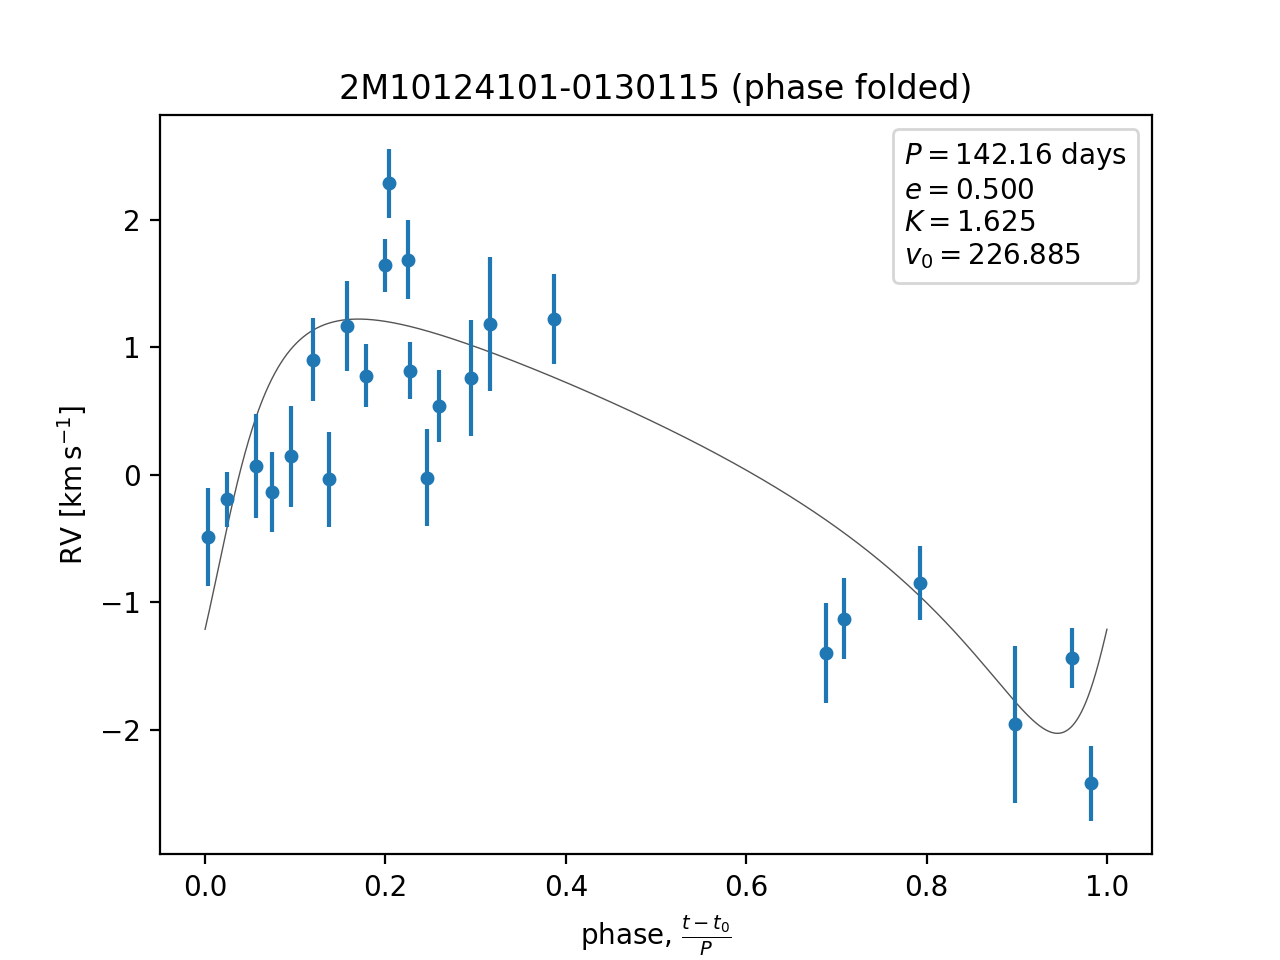 2M10124101-0130115 (phase folded)
P = 142.16 days
e = 0.500
K = 1.625
v₀ = 226.885
RV [km s⁻¹]
2
1
0
−1
−2
0.0 0.2 0.4 0.6 0.8 1.0
phase, (t − t₀)/P